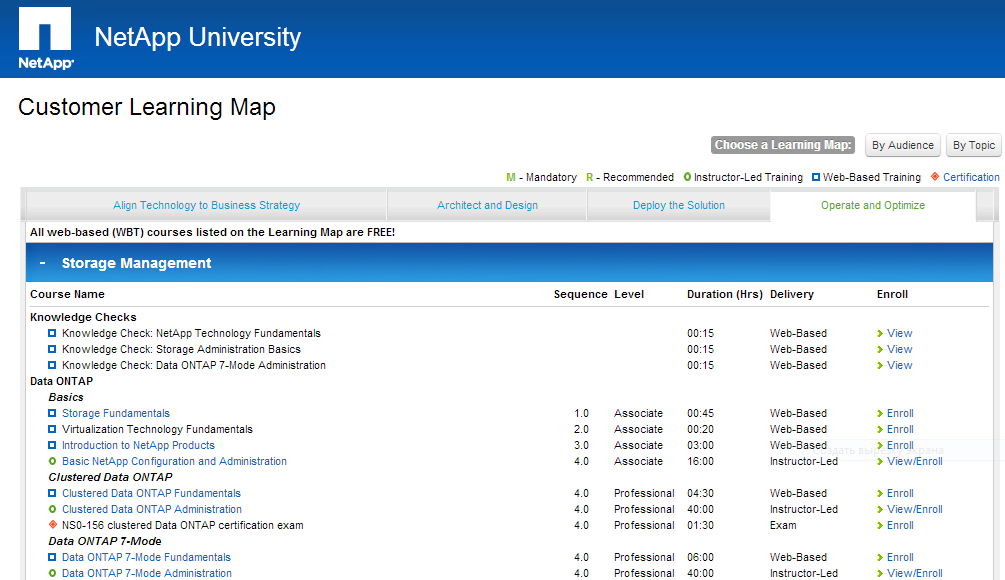 NetApp University
NetApp
Customer Learning Map
Choose a Learning Map: By Audience By Topic
M - Mandatory R - Recommended Instructor-Led Training Web-Based Training Certification
Align Technology to Business Strategy Architect and Design Deploy the Solution Operate and Optimize
All web-based (WBT) courses listed on the Learning Map are FREE!
- Storage Management
Course Name Sequence Level Duration (Hrs) Delivery Enroll
Knowledge Checks
Knowledge Check: NetApp Technology Fundamentals 00:15 Web-Based View
Knowledge Check: Storage Administration Basics 00:15 Web-Based View
Knowledge Check: Data ONTAP 7-Mode Administration 00:15 Web-Based View
Data ONTAP
Basics
Storage Fundamentals 1.0 Associate 00:45 Web-Based Enroll
Virtualization Technology Fundamentals 2.0 Associate 00:20 Web-Based Enroll
Introduction to NetApp Products 3.0 Associate 03:00 Web-Based Enroll
Basic NetApp Configuration and Administration 4.0 Associate 16:00 Instructor-Led View/Enroll
Clustered Data ONTAP
Clustered Data ONTAP Fundamentals 4.0 Professional 04:30 Web-Based Enroll
Clustered Data ONTAP Administration 4.0 Professional 40:00 Instructor-Led View/Enroll
NS0-156 clustered Data ONTAP certification exam 4.0 Professional 01:30 Exam Enroll
Data ONTAP 7-Mode
Data ONTAP 7-Mode Fundamentals 4.0 Professional 06:00 Web-Based Enroll
Data ONTAP 7-Mode Administration 4.0 Professional 40:00 Instructor-Led View/Enroll